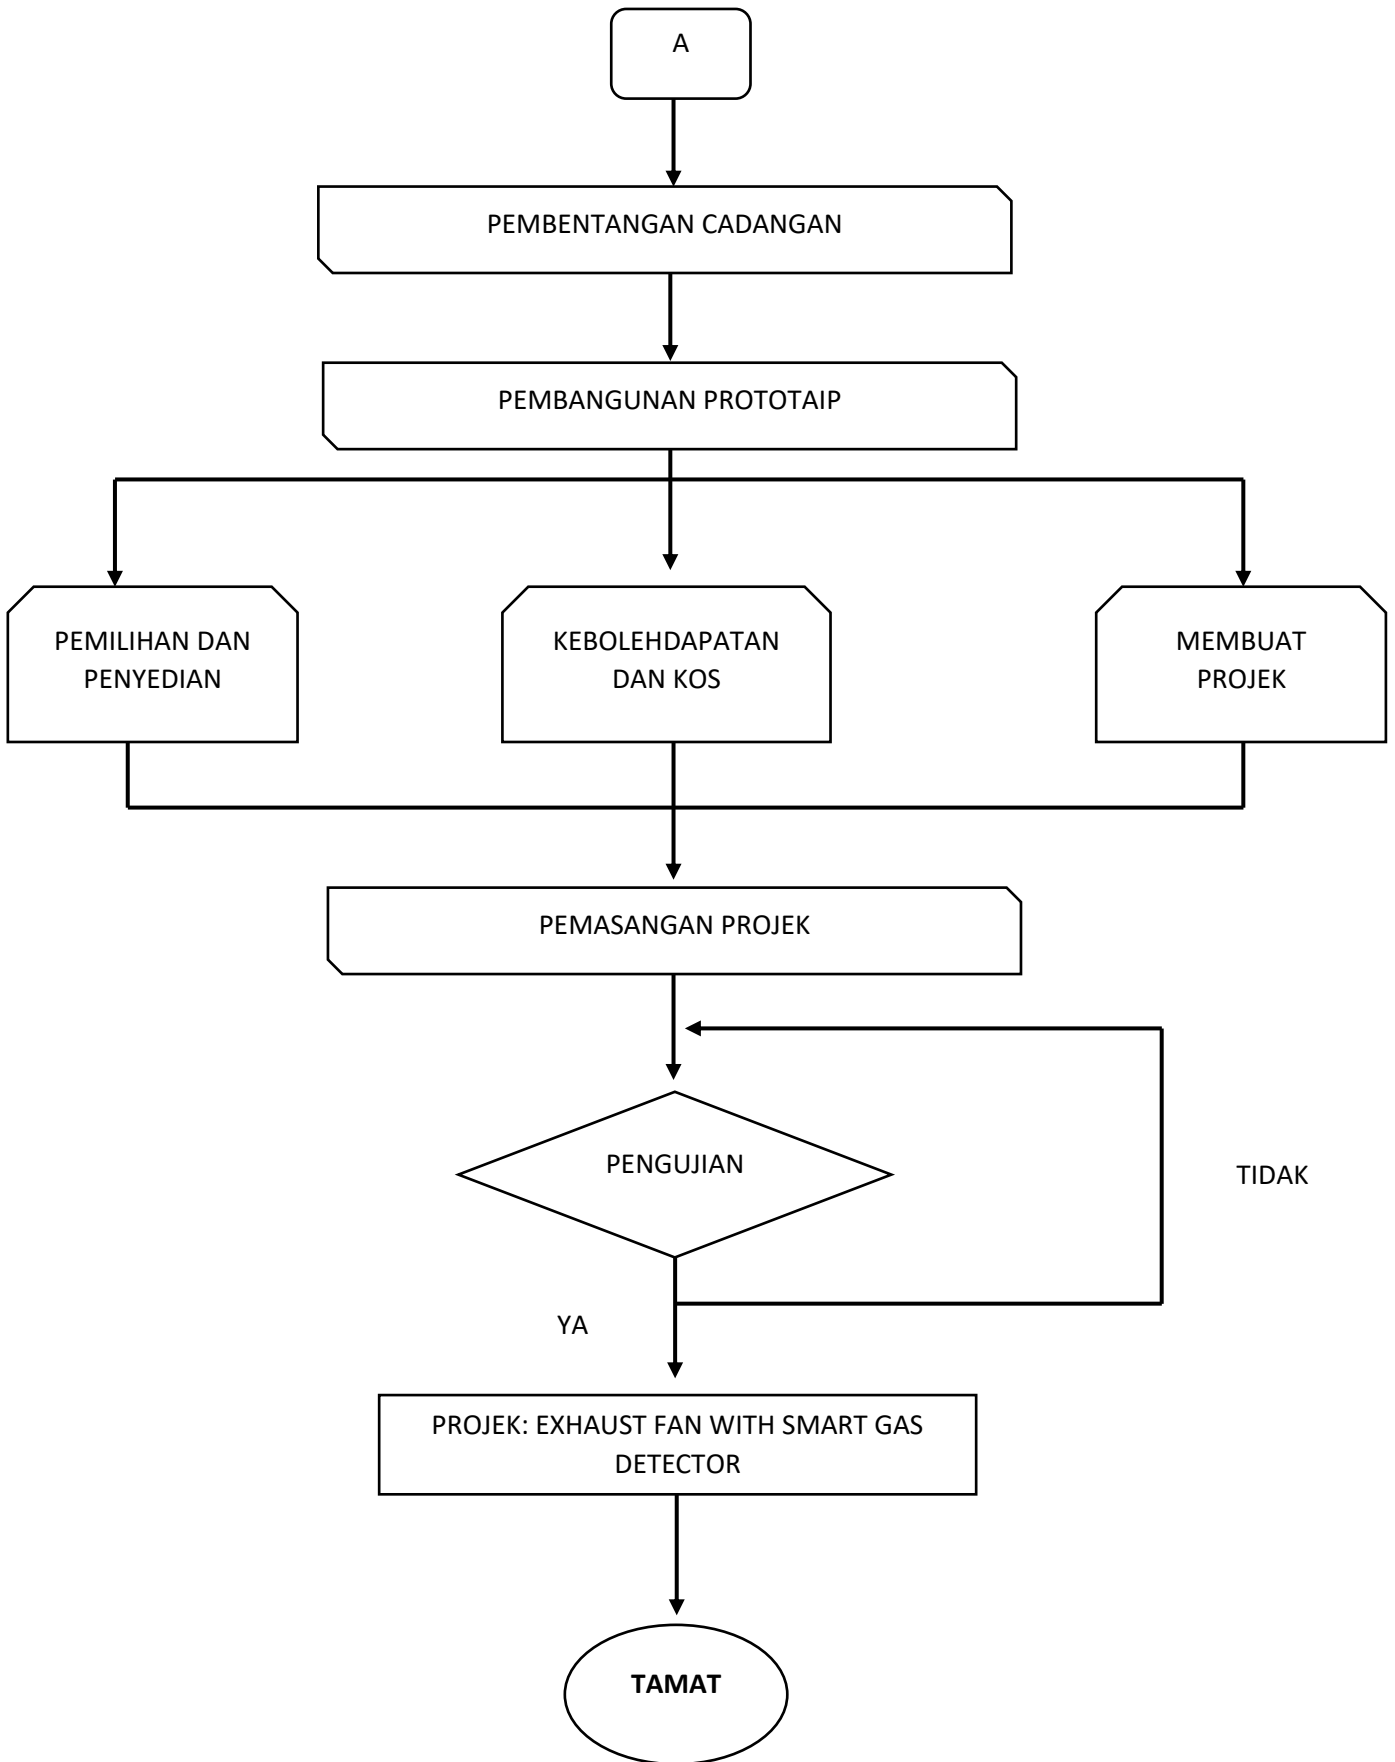 A
PEMBENTANGAN CADANGAN
PEMBANGUNAN PROTOTAIP
PEMILIHAN DAN
PENYEDIAN
KEBOLEHDAPATAN
DAN KOS
MEMBUAT
PROJEK
PEMASANGAN PROJEK
PENGUJIAN
TIDAK
YA
PROJEK: EXHAUST FAN WITH SMART GAS
DETECTOR
TAMAT